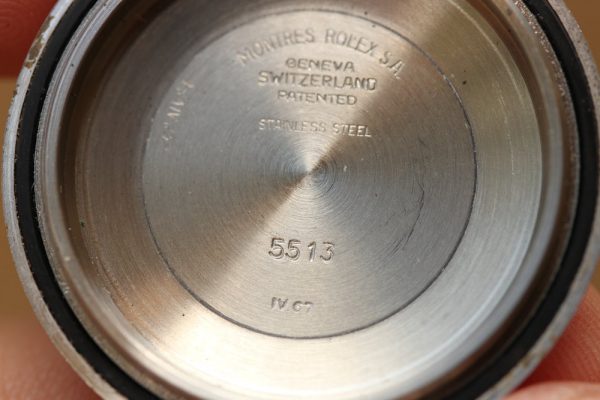 MONTRES ROLEX S.A.
GENEVA
SWITZERLAND
PATENTED
STAINLESS STEEL
5513
IV.67